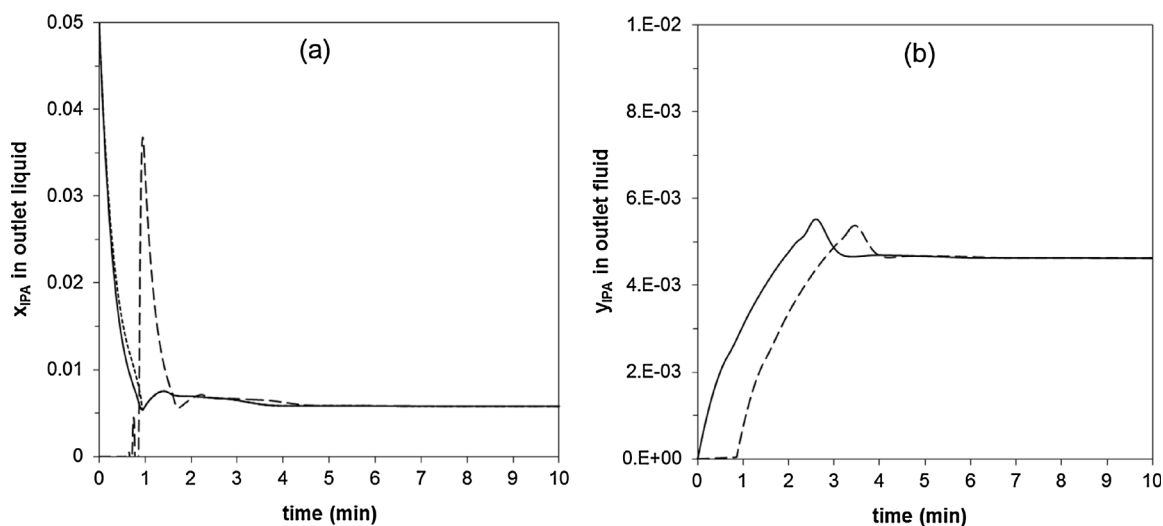 (a)
x_IPA in outlet liquid
0.05
0.04
0.03
0.02
0.01
0
0 1 2 3 4 5 6 7 8 9 10
time (min)
(b)
y_IPA in outlet fluid
1.E-02
8.E-03
6.E-03
4.E-03
2.E-03
0.E+00
0 1 2 3 4 5 6 7 8 9 10
time (min)